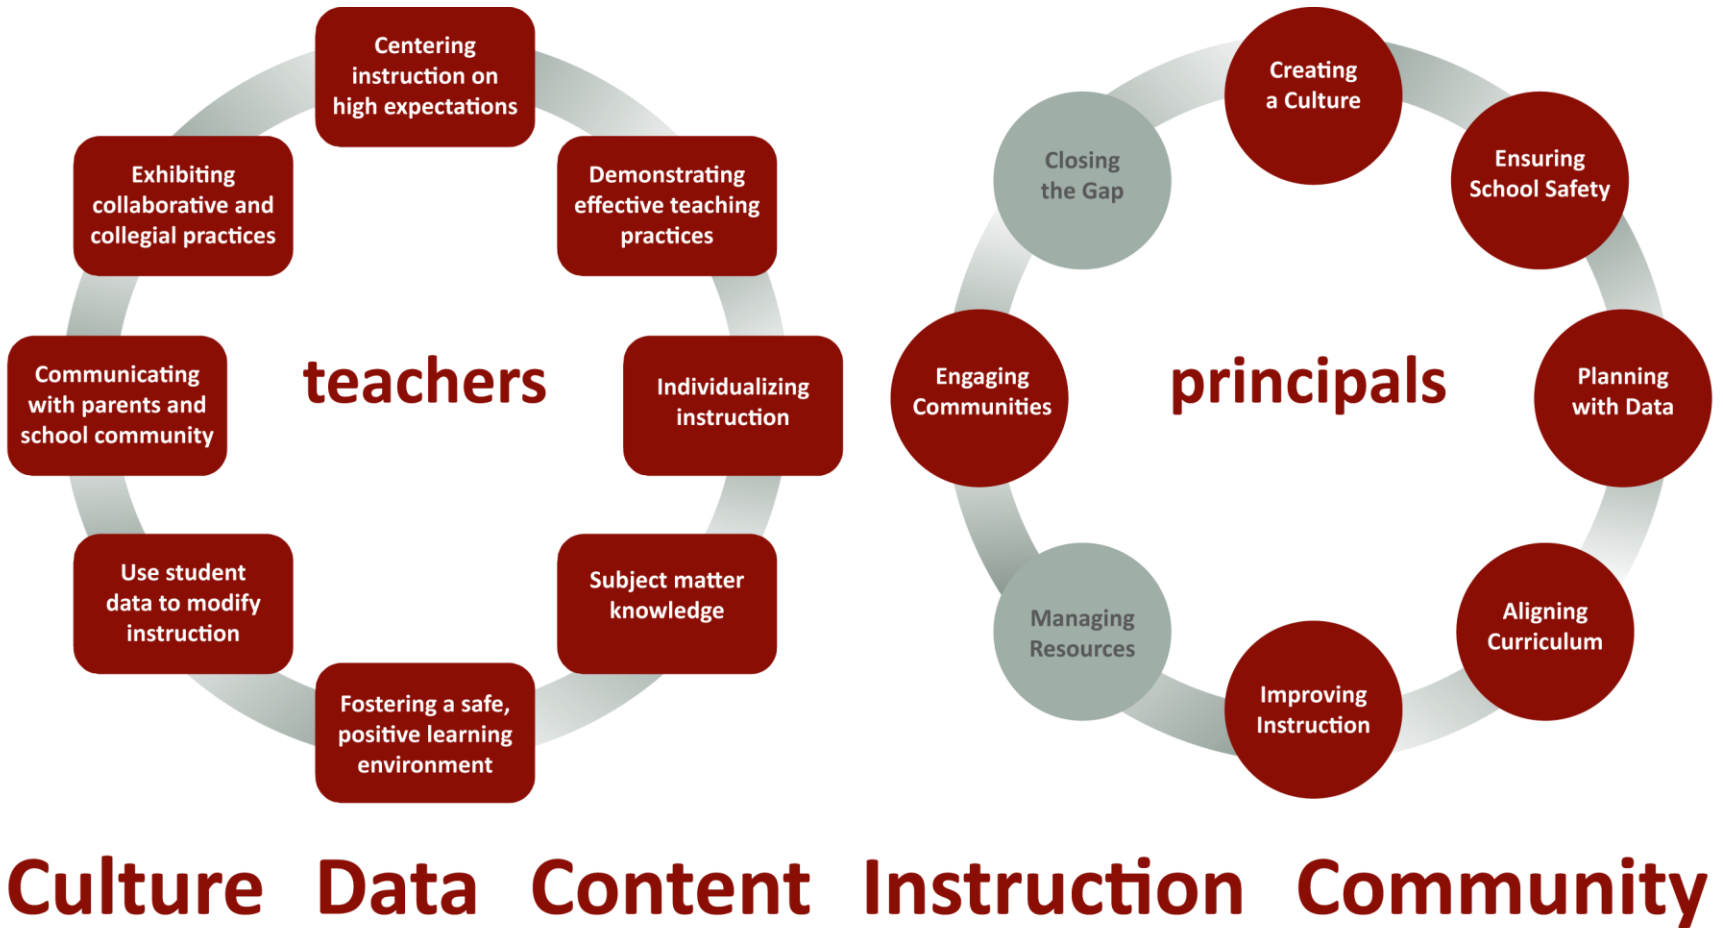 Centering
instruction on
high expectations
Demonstrating
effective teaching
practices
Individualizing
instruction
Subject matter
knowledge
Fostering a safe,
positive learning
environment
Use student
data to modify
instruction
Communicating
with parents and
school community
Exhibiting
collaborative and
collegial practices
teachers
Creating
a Culture
Ensuring
School Safety
Planning
with Data
Aligning
Curriculum
Improving
Instruction
Managing
Resources
Engaging
Communities
Closing
the Gap
principals
Culture Data Content Instruction Community